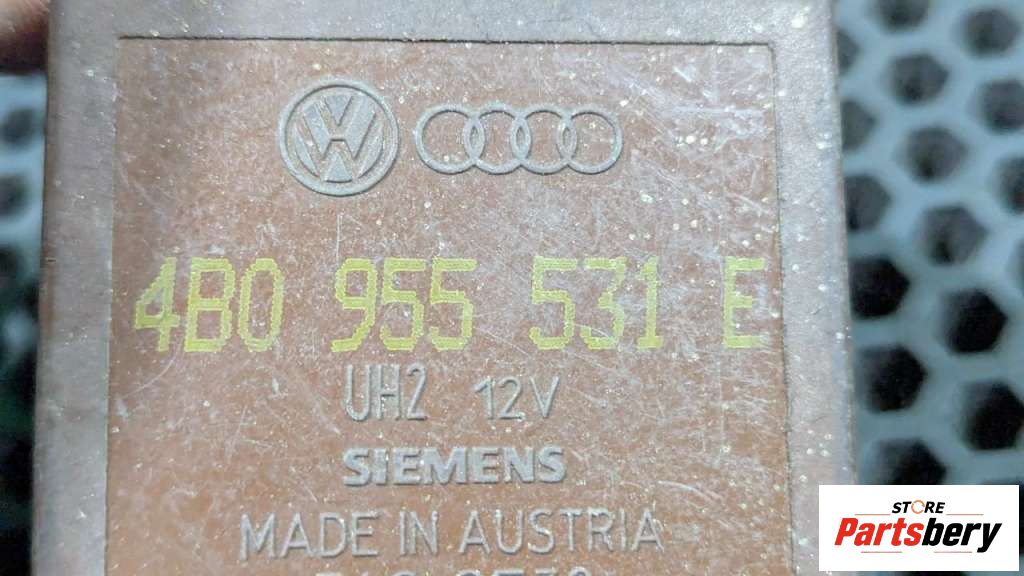 4B0 955 531 E
UH2 12V
SIEMENS
MADE IN AUSTRIA
STORE
Partsbery